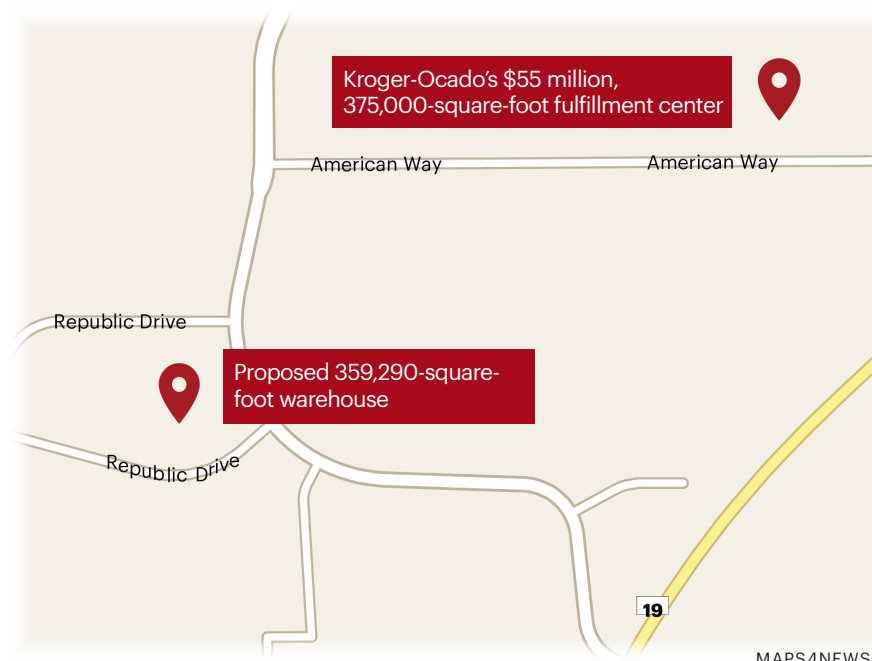 Kroger-Ocado's $55 million,
375,000-square-foot fulfillment center
American Way
American Way
Republic Drive
Proposed 359,290-square-
foot warehouse
Republic Drive
19
MAPS4NEWS